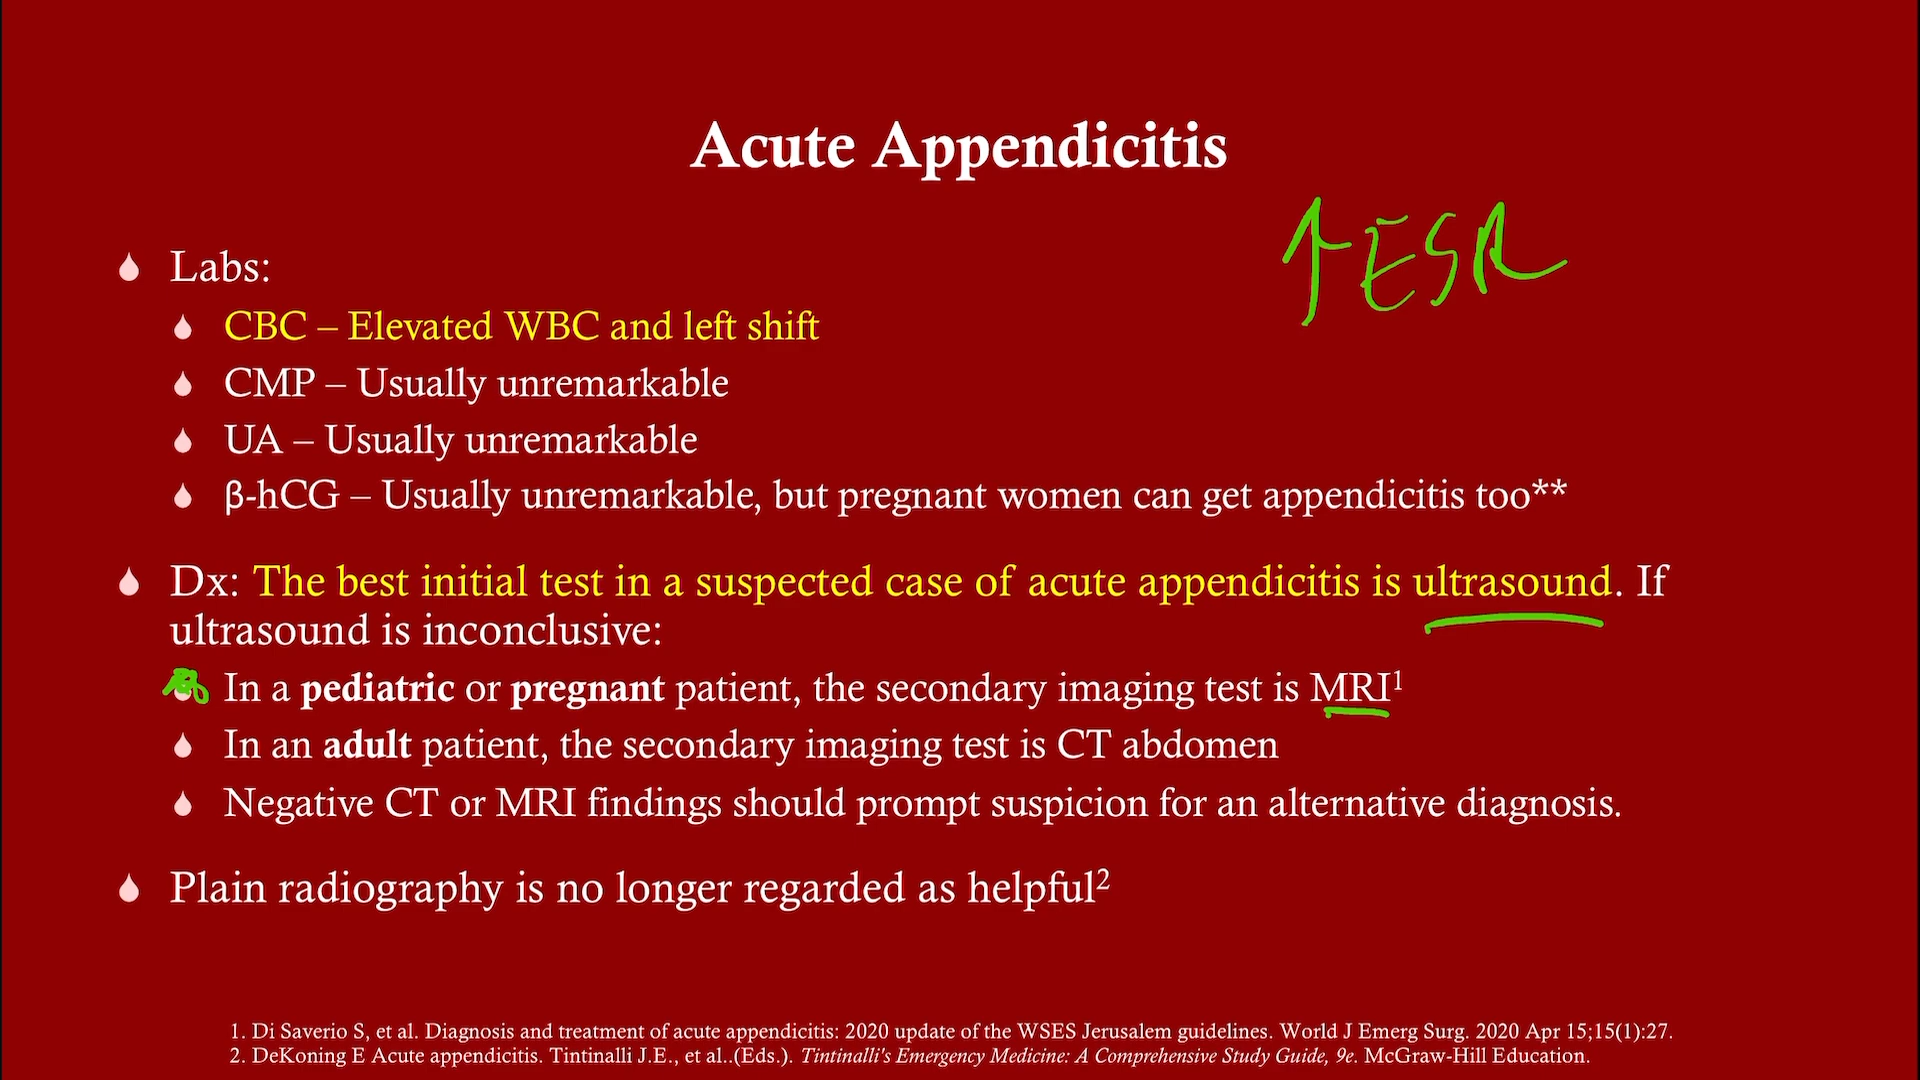 Acute Appendicitis
↑ ESR
Labs:
CBC – Elevated WBC and left shift
CMP – Usually unremarkable
UA – Usually unremarkable
β-hCG – Usually unremarkable, but pregnant women can get appendicitis too**
Dx: The best initial test in a suspected case of acute appendicitis is ultrasound. If
ultrasound is inconclusive:
In a pediatric or pregnant patient, the secondary imaging test is MRI¹
In an adult patient, the secondary imaging test is CT abdomen
Negative CT or MRI findings should prompt suspicion for an alternative diagnosis.
Plain radiography is no longer regarded as helpful²
1. Di Saverio S, et al. Diagnosis and treatment of acute appendicitis: 2020 update of the WSES Jerusalem guidelines. World J Emerg Surg. 2020 Apr 15;15(1):27.
2. DeKoning E Acute appendicitis. Tintinalli J.E., et al..(Eds.). Tintinalli's Emergency Medicine: A Comprehensive Study Guide, 9e. McGraw-Hill Education.